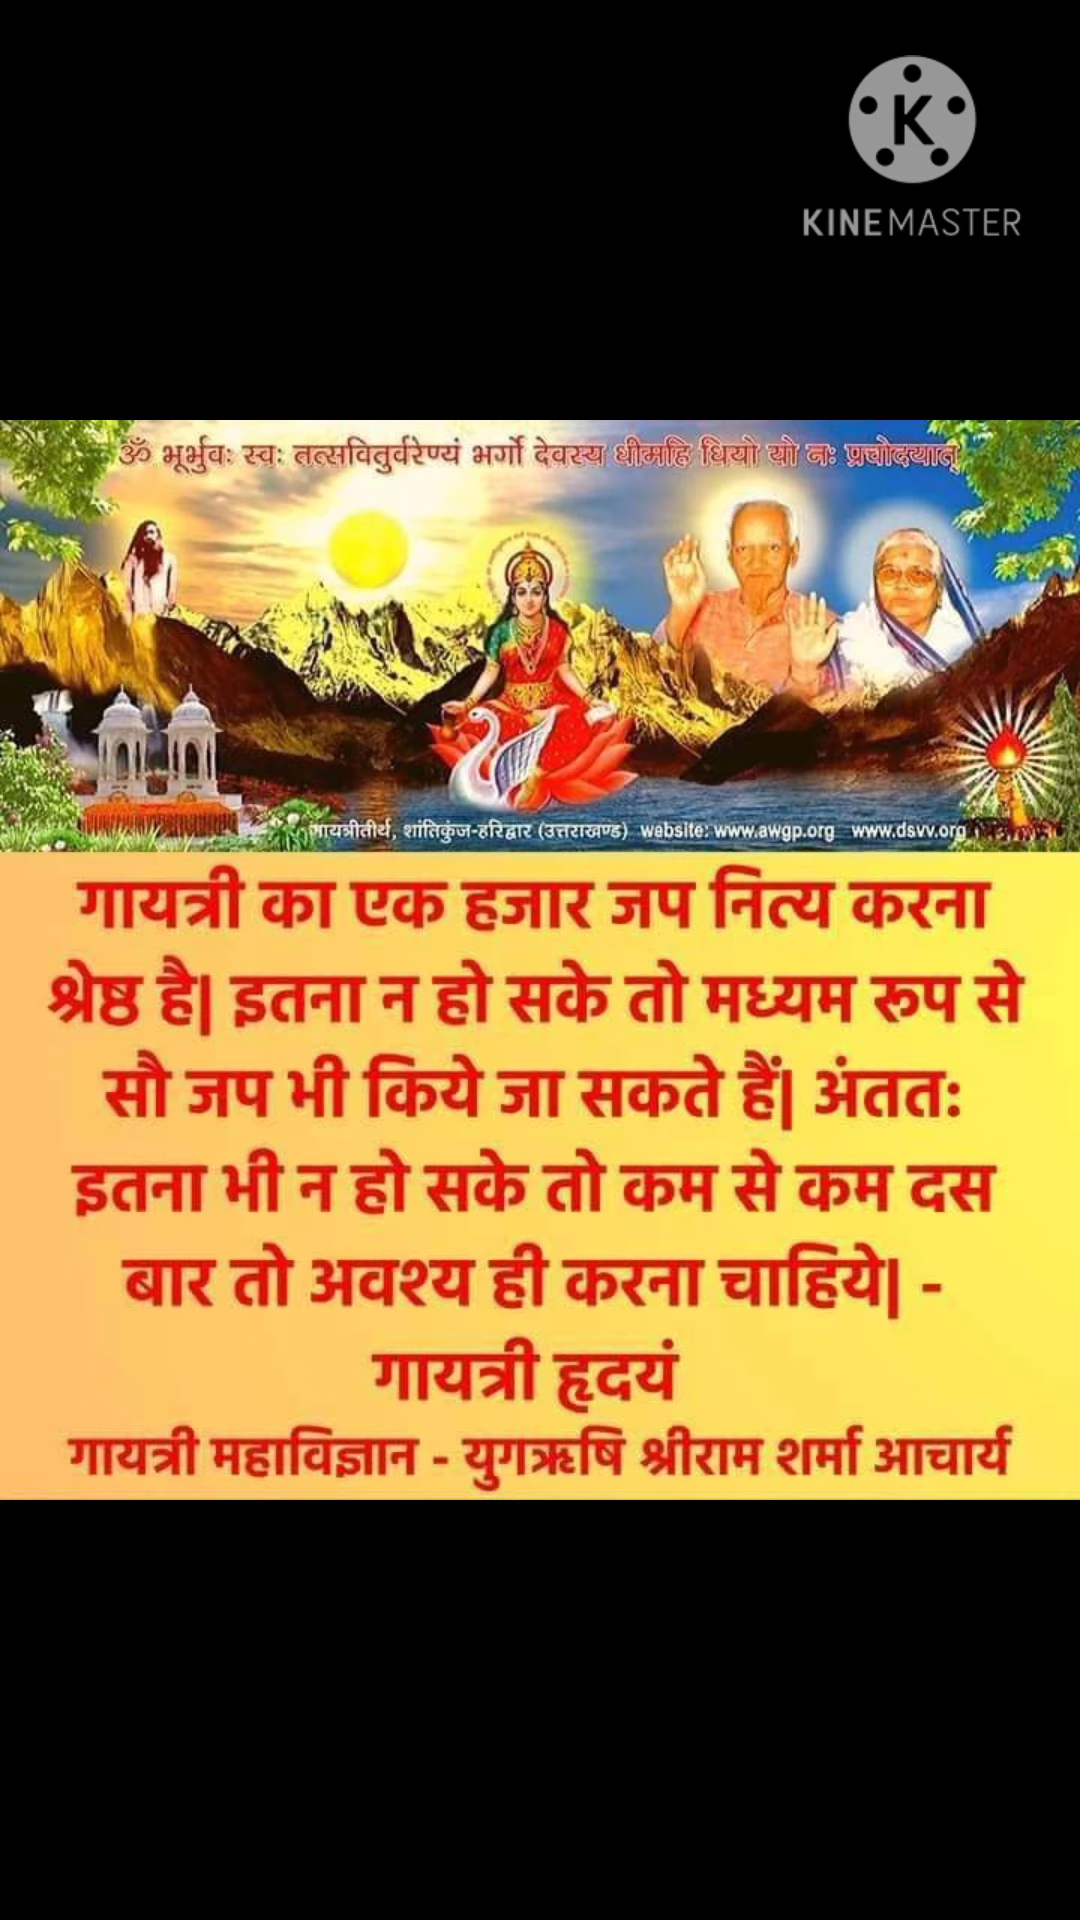 K
KINEMASTER
ॐ भूर्भुवः स्वः तत्सवितुर्वरेण्यं भर्गो देवस्य धीमहि धियो यो नः प्रचोदयात्
गायत्रीतीर्थ, शांतिकुंज-हरिद्वार (उत्तराखण्ड) website: www.awgp.org www.dsvv.org
गायत्री का एक हजार जप नित्य करना
श्रेष्ठ है| इतना न हो सके तो मध्यम रूप से
सौ जप भी किये जा सकते हैं| अंततः
इतना भी न हो सके तो कम से कम दस
बार तो अवश्य ही करना चाहिये| -
गायत्री हृदयं
गायत्री महाविज्ञान - युगऋषि श्रीराम शर्मा आचार्य